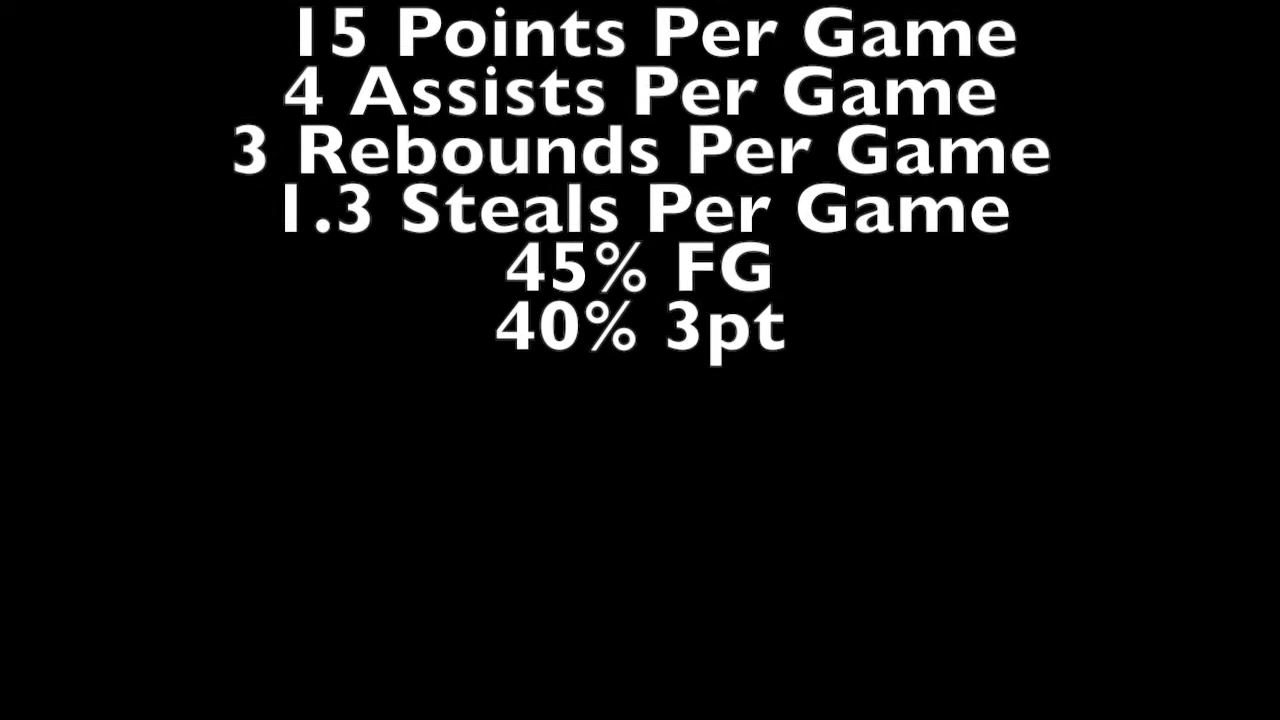 15 Points Per Game
4 Assists Per Game
3 Rebounds Per Game
1.3 Steals Per Game
45% FG
40% 3pt